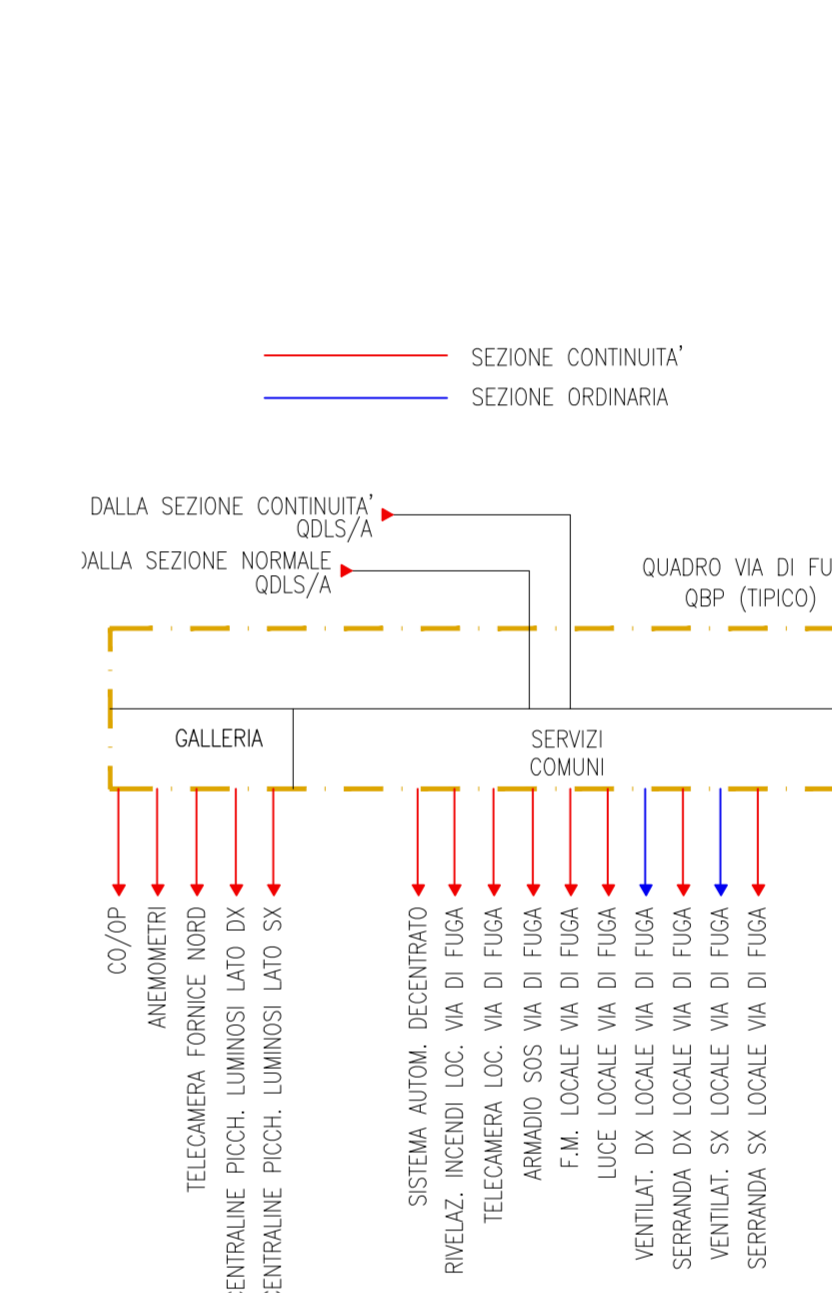 SEZIONE CONTINUITA'
SEZIONE ORDINARIA
DALLA SEZIONE CONTINUITA'
QDLS/A
DALLA SEZIONE NORMALE
QDLS/A
QUADRO VIA DI FU
QBP (TIPICO)
GALLERIA
SERVIZI
COMUNI
CO/OP
ANEMOMETRI
TELECAMERA FORNICE NORD
CENTRALINE PICCH. LUMINOSI LATO DX
CENTRALINE PICCH. LUMINOSI LATO SX
SISTEMA AUTOM. DECENTRATO
RIVELAZ. INCENDI LOC. VIA DI FUGA
TELECAMERA LOC. VIA DI FUGA
ARMADIO SOS VIA DI FUGA
F.M. LOCALE VIA DI FUGA
LUCE LOCALE VIA DI FUGA
VENTILAT. DX LOCALE VIA DI FUGA
SERRANDA DX LOCALE VIA DI FUGA
VENTILAT. SX LOCALE VIA DI FUGA
SERRANDA SX LOCALE VIA DI FUGA